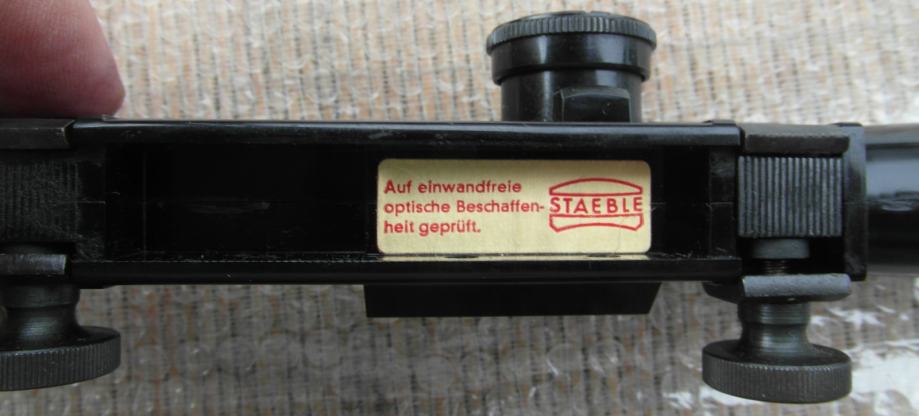 Auf einwandfreie
optische Beschaffen-
heit geprüft.
STAEBLE